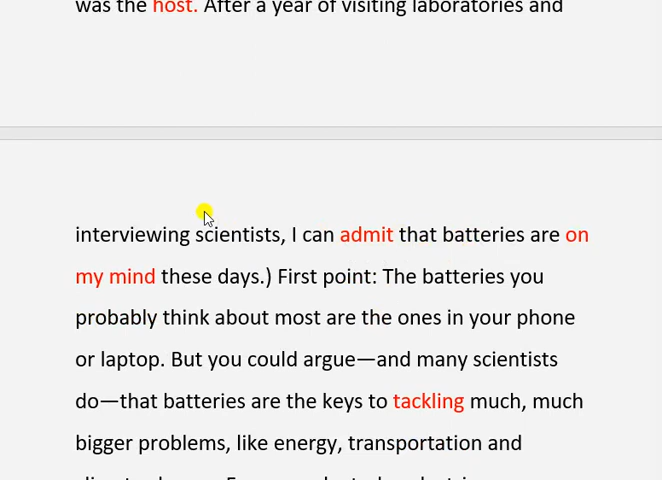 was the host. After a year of visiting laboratories and
interviewing scientists, I can admit that batteries are on
my mind these days.) First point: The batteries you
probably think about most are the ones in your phone
or laptop. But you could argue—and many scientists
do—that batteries are the keys to tackling much, much
bigger problems, like energy, transportation and